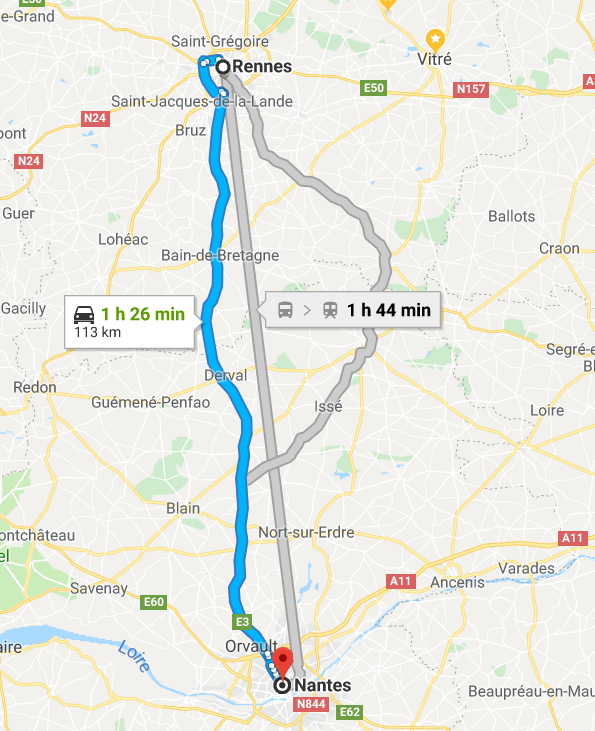 E50
e-Grand
Saint-Grégoire
Vitré
Rennes
E50
N157
Saint-Jacques-de-la-Lande
N24
pont
Bruz
N24
Guer
Ballots
Lohéac
Craon
Bain-de-Bretagne
Gacilly
1 h 26 min
113 km
1 h 44 min
Segré-e
Derval
Redon
Guémené-Penfao
Issé
Loire
Blain
Nort-sur-Erdre
ontchâteau
A11
el
Varades
A11
Ancenis
Savenay
E60
E3
Orvault
aire
Loire
Nantes
Beaupréau-en-Mau
N844
E62